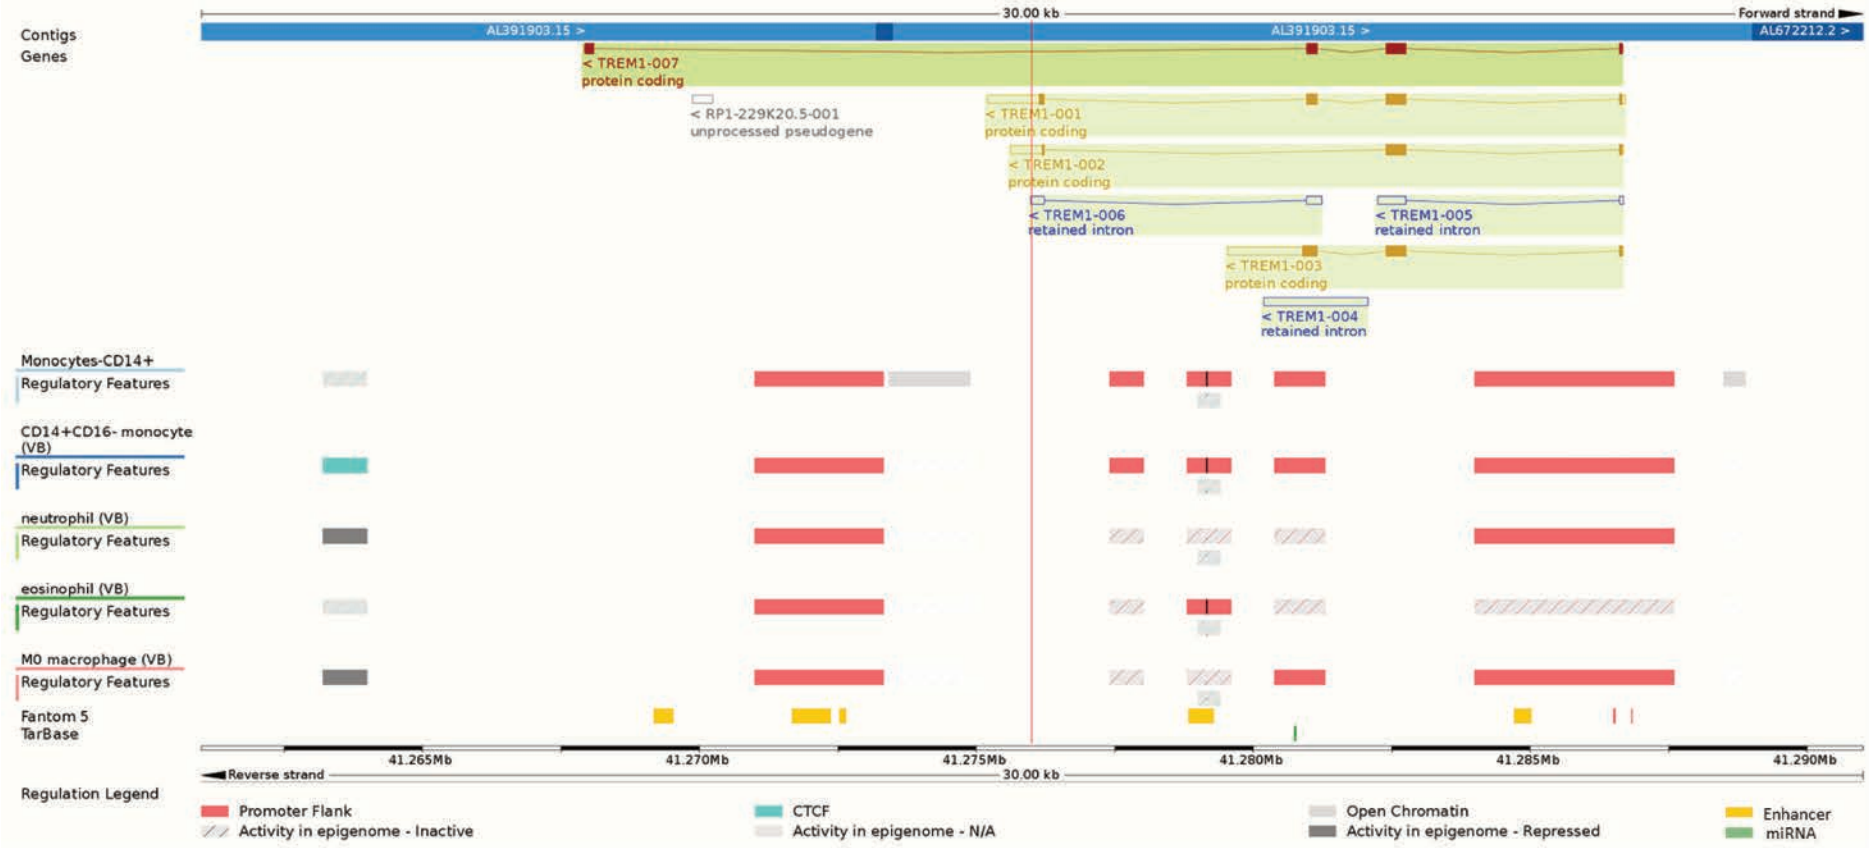 30.00 kb
Forward strand
Contigs
AL391903.15 >
AL391903.15 >
AL672212.2 >
Genes
< TREM1-007
protein coding
< RP1-229K20.5-001
unprocessed pseudogene
< TREM1-001
protein coding
< TREM1-002
protein coding
< TREM1-006
retained intron
< TREM1-005
retained intron
< TREM1-003
protein coding
< TREM1-004
retained intron
Monocytes-CD14+
Regulatory Features
CD14+CD16- monocyte
(VB)
Regulatory Features
neutrophil (VB)
Regulatory Features
eosinophil (VB)
Regulatory Features
M0 macrophage (VB)
Regulatory Features
Fantom 5
TarBase
41.265Mb
41.270Mb
41.275Mb
41.280Mb
41.285Mb
41.290Mb
Reverse strand
30.00 kb
Regulation Legend
Promoter Flank
CTCF
Open Chromatin
Enhancer
Activity in epigenome - Inactive
Activity in epigenome - N/A
Activity in epigenome - Repressed
miRNA